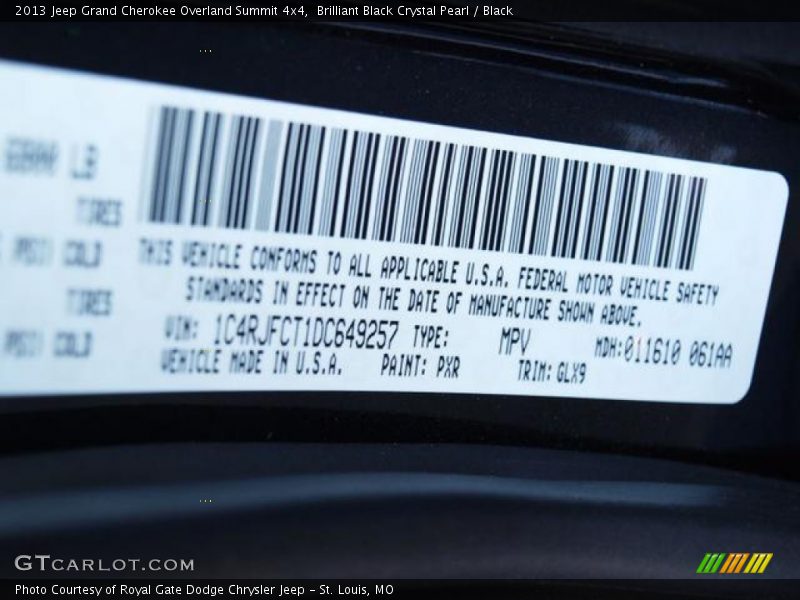 2013 Jeep Grand Cherokee Overland Summit 4x4, Brilliant Black Crystal Pearl / Black
LB
TIRES
PSI) COLD
TIRES
PSI) COLD
THIS VEHICLE CONFORMS TO ALL APPLICABLE U.S.A. FEDERAL MOTOR VEHICLE SAFETY
STANDARDS IN EFFECT ON THE DATE OF MANUFACTURE SHOWN ABOVE.
VIN: 1C4RJFCT1DC649257 TYPE: MPV MDH:011610 061AA
VEHICLE MADE IN U.S.A. PAINT: PXR TRIM: GLX9
GTCARLOT.COM
Photo Courtesy of Royal Gate Dodge Chrysler Jeep - St. Louis, MO